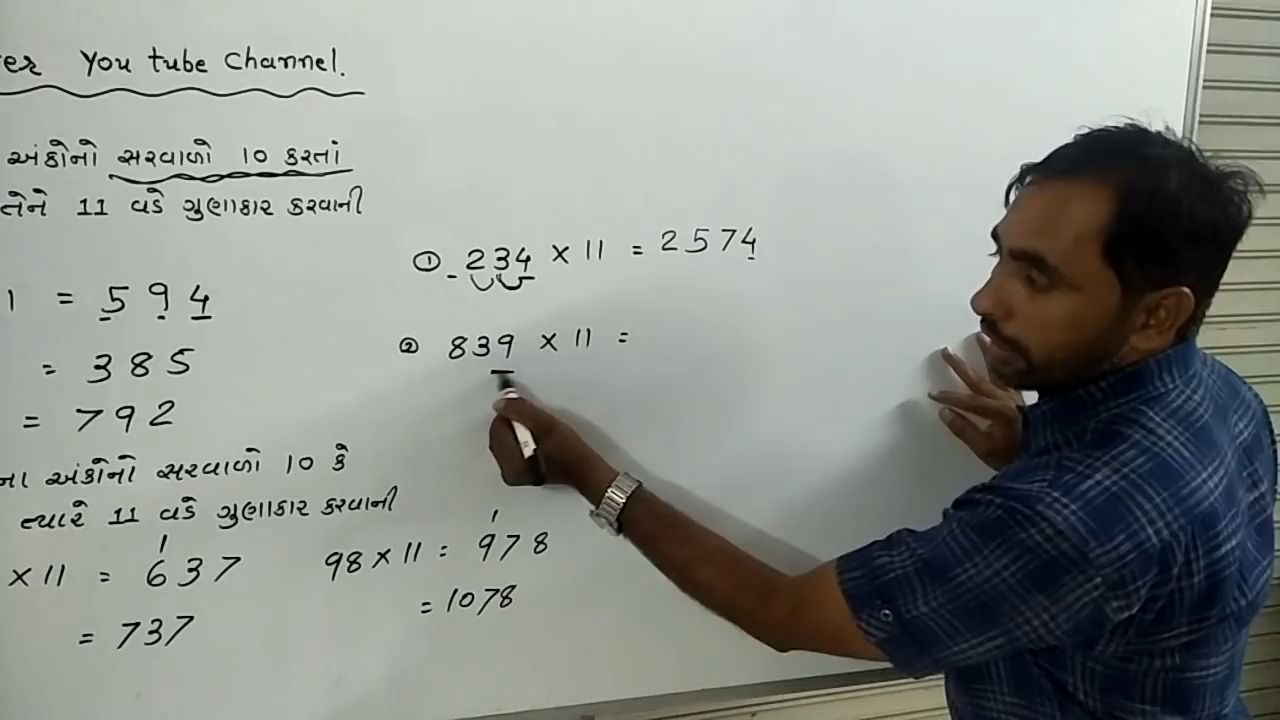 You tube Channel.
અંકોનો સરવાળો 10 કરતાં
તેને 11 વડે ગુણાકાર કરવાની
1 = 594
= 385
= 792
અંકોનો સરવાળો 10 કે
ત્યારે 11 વડે ગુણાકાર કરવાની
1
× 11 = 637
= 737
1
98 × 11 = 978
= 1078
① 234 × 11 = 2574
② 839 × 11 =